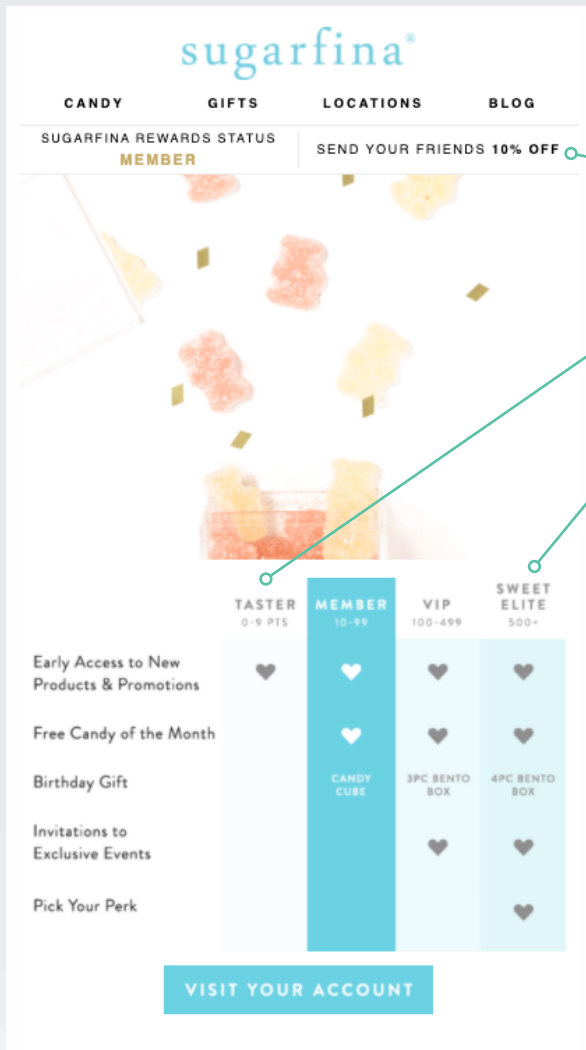 sugarfina®
CANDY GIFTS LOCATIONS BLOG
SUGARFINA REWARDS STATUS
MEMBER
SEND YOUR FRIENDS 10% OFF
TASTER
0-9 PTS
MEMBER
10-99
VIP
100-499
SWEET
ELITE
500+
Early Access to New
Products & Promotions
Free Candy of the Month
Birthday Gift
CANDY
CUBE
3PC BENTO
BOX
4PC BENTO
BOX
Invitations to
Exclusive Events
Pick Your Perk
VISIT YOUR ACCOUNT